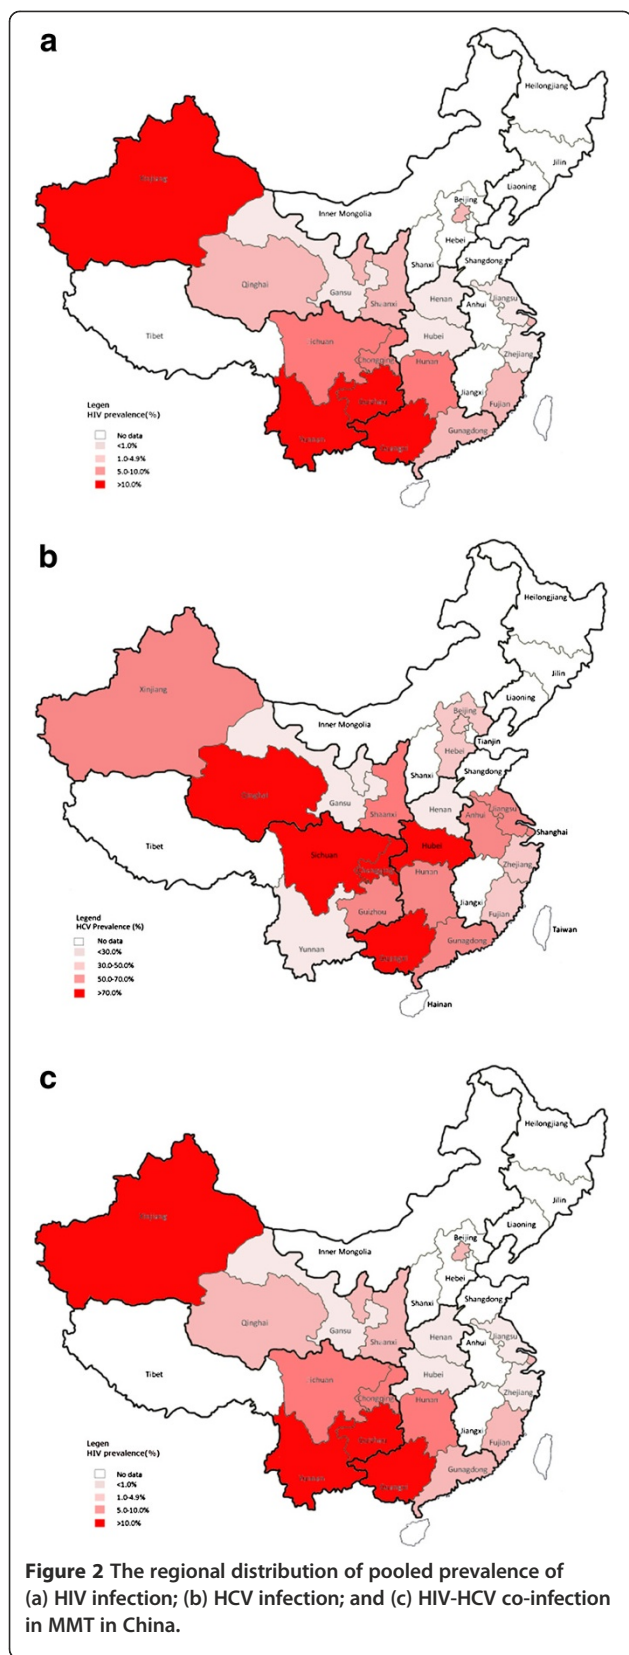 a
Heilongjiang
Jilin
Liaoning
Beijing
Inner Mongolia
Hebei
Shanxi
Shangdong
Qinghai
Gansu
Shuanxi
Henan
Anhui
Jiangsu
Tibet
Ichuan
Hubei
Zhejiang
Chongqing
Hunan
Jiangxi
Fujian
Gunagdong
Legen
HIV prevalence(%)
No data
<1.0%
1.0-4.9%
5.0-10.0%
>10.0%
b
Heilongjiang
Jilin
Xinjiang
Liaoning
Beijing
Inner Mongolia
Tianjin
Hebei
Shanxi
Shangdong
Gansu
Shaanxi
Henan
Anhui
Jiangsu
Shanghai
Tibet
Sichuan
Hubei
Zhejiang
Hunan
Jiangxi
Fujian
Guizhou
Taiwan
Gunagdong
Yunnan
Legend
HCV Prevalence (%)
No data
<30.0%
30.0-50.0%
50.0-70.0%
>70.0%
Hainan
c
Heilongjiang
Jilin
Liaoning
Beijing
Inner Mongolia
Hebei
Shanxi
Shangdong
Qinghai
Gansu
Shuanxi
Henan
Anhui
Jiangsu
Tibet
Ichuan
Hubei
Zhejiang
Chongqing
Hunan
Jiangxi
Fujian
Gunagdong
Legen
HIV prevalence(%)
No data
<1.0%
1.0-4.9%
5.0-10.0%
>10.0%
Figure 2 The regional distribution of pooled prevalence of
(a) HIV infection; (b) HCV infection; and (c) HIV-HCV co-infection
in MMT in China.